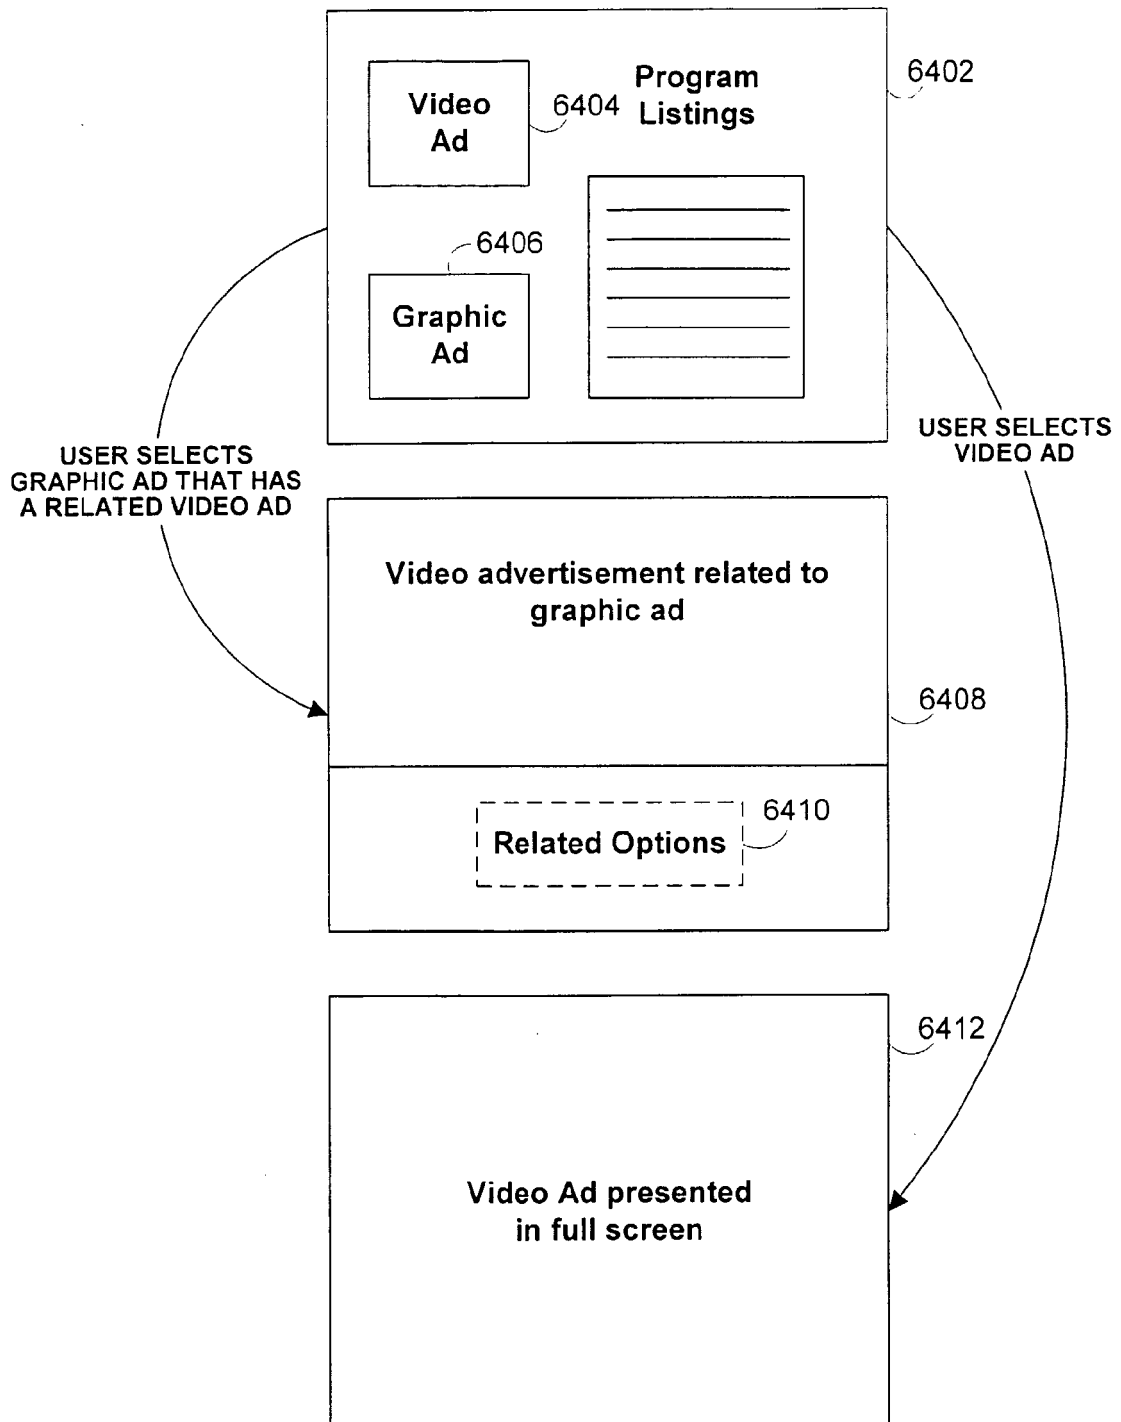 6402
Program
Listings
Video
Ad
6404
6406
Graphic
Ad
USER SELECTS
GRAPHIC AD THAT HAS
A RELATED VIDEO AD
USER SELECTS
VIDEO AD
Video advertisement related to
graphic ad
6408
6410
Related Options
6412
Video Ad presented
in full screen